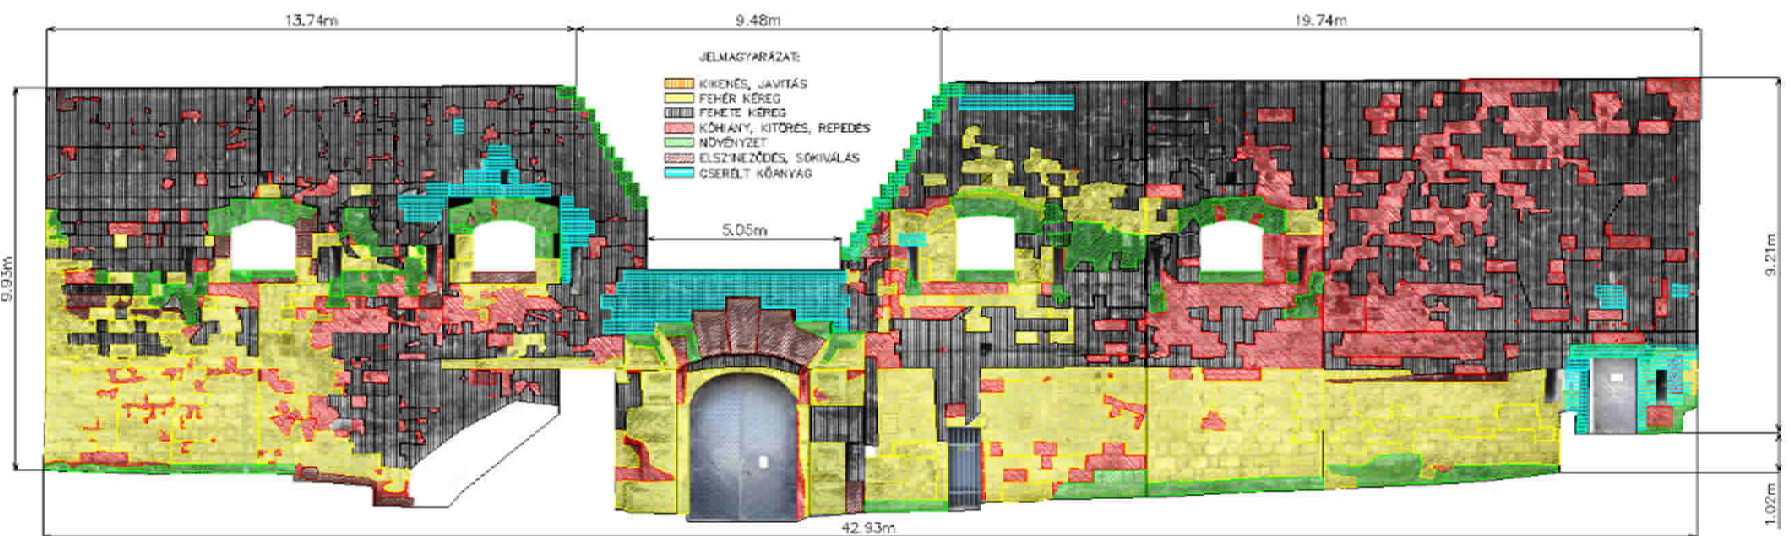 13.74m
9.48m
19.74m
JELMAGYARÁZAT:
KIKENÉS, JAVÍTÁS
FEHÉR KÉREG
FEKETE KÉREG
KŐHIÁNY, KITÖRÉS, REPEDÉS
NÖVÉNYZET
ELSZÍNEZŐDÉS, SÓKIVÁLÁS
CSERÉLT KŐANYAG
5.05m
9.93m
9.21m
1.02m
42.93m